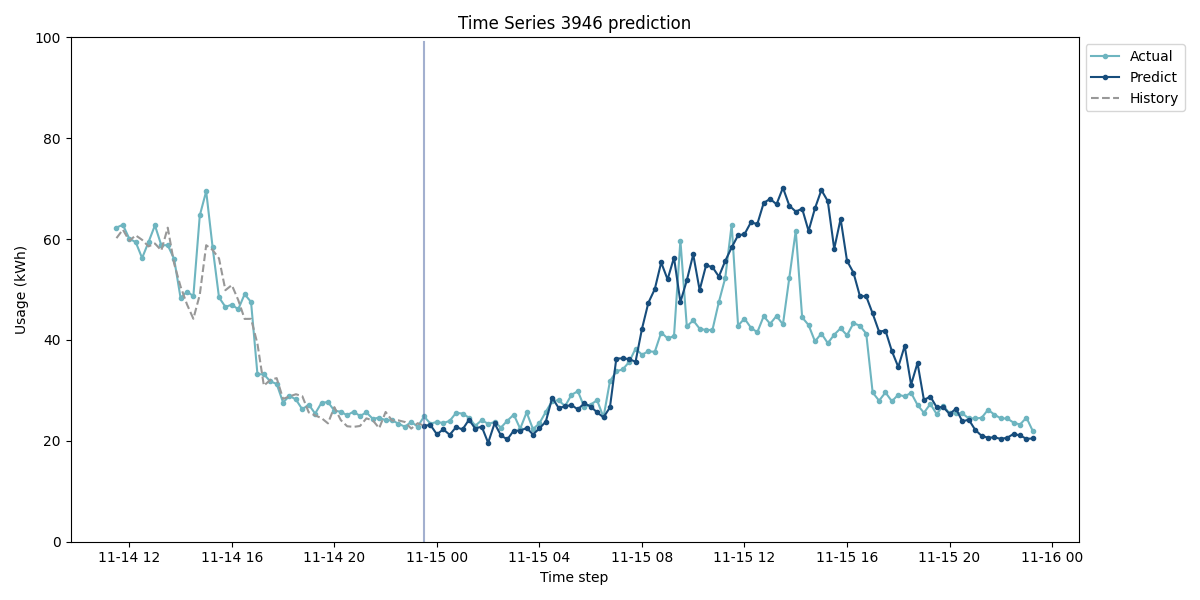 Time Series 3946 prediction
100
80
60
40
20
0
Usage (kWh)
11-14 12
11-14 16
11-14 20
11-15 00
11-15 04
11-15 08
11-15 12
11-15 16
11-15 20
11-16 00
Time step
Actual
Predict
History